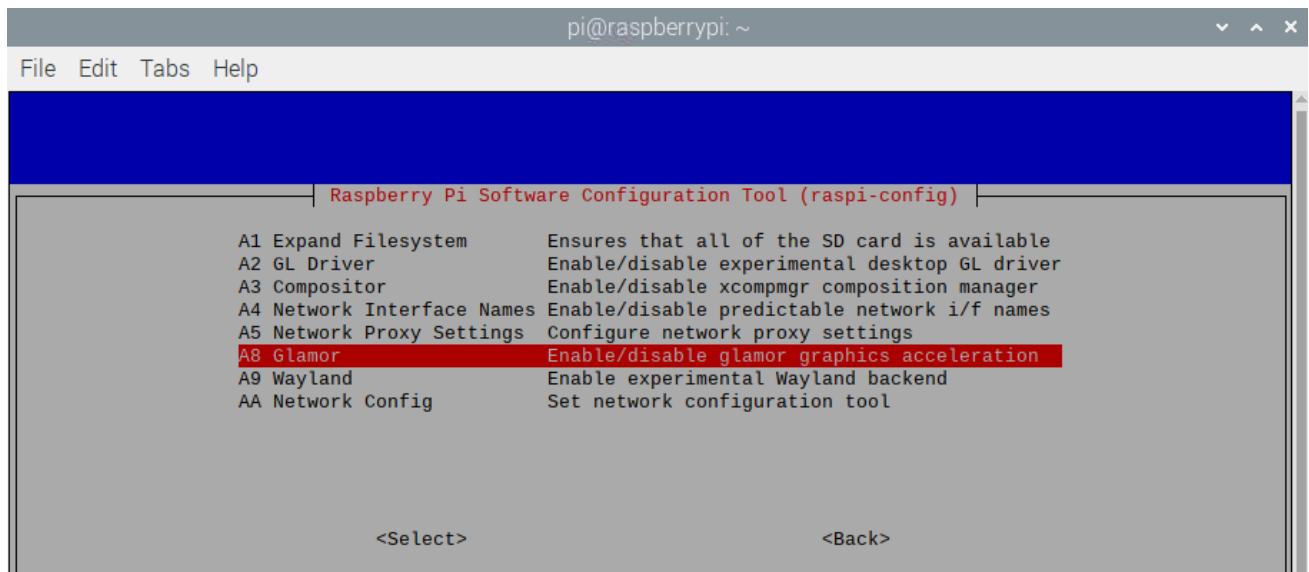 pi@raspberrypi: ~
File Edit Tabs Help
Raspberry Pi Software Configuration Tool (raspi-config)
A1 Expand Filesystem Ensures that all of the SD card is available
A2 GL Driver Enable/disable experimental desktop GL driver
A3 Compositor Enable/disable xcompmgr composition manager
A4 Network Interface Names Enable/disable predictable network i/f names
A5 Network Proxy Settings Configure network proxy settings
A8 Glamor Enable/disable glamor graphics acceleration
A9 Wayland Enable experimental Wayland backend
AA Network Config Set network configuration tool
<Select> <Back>